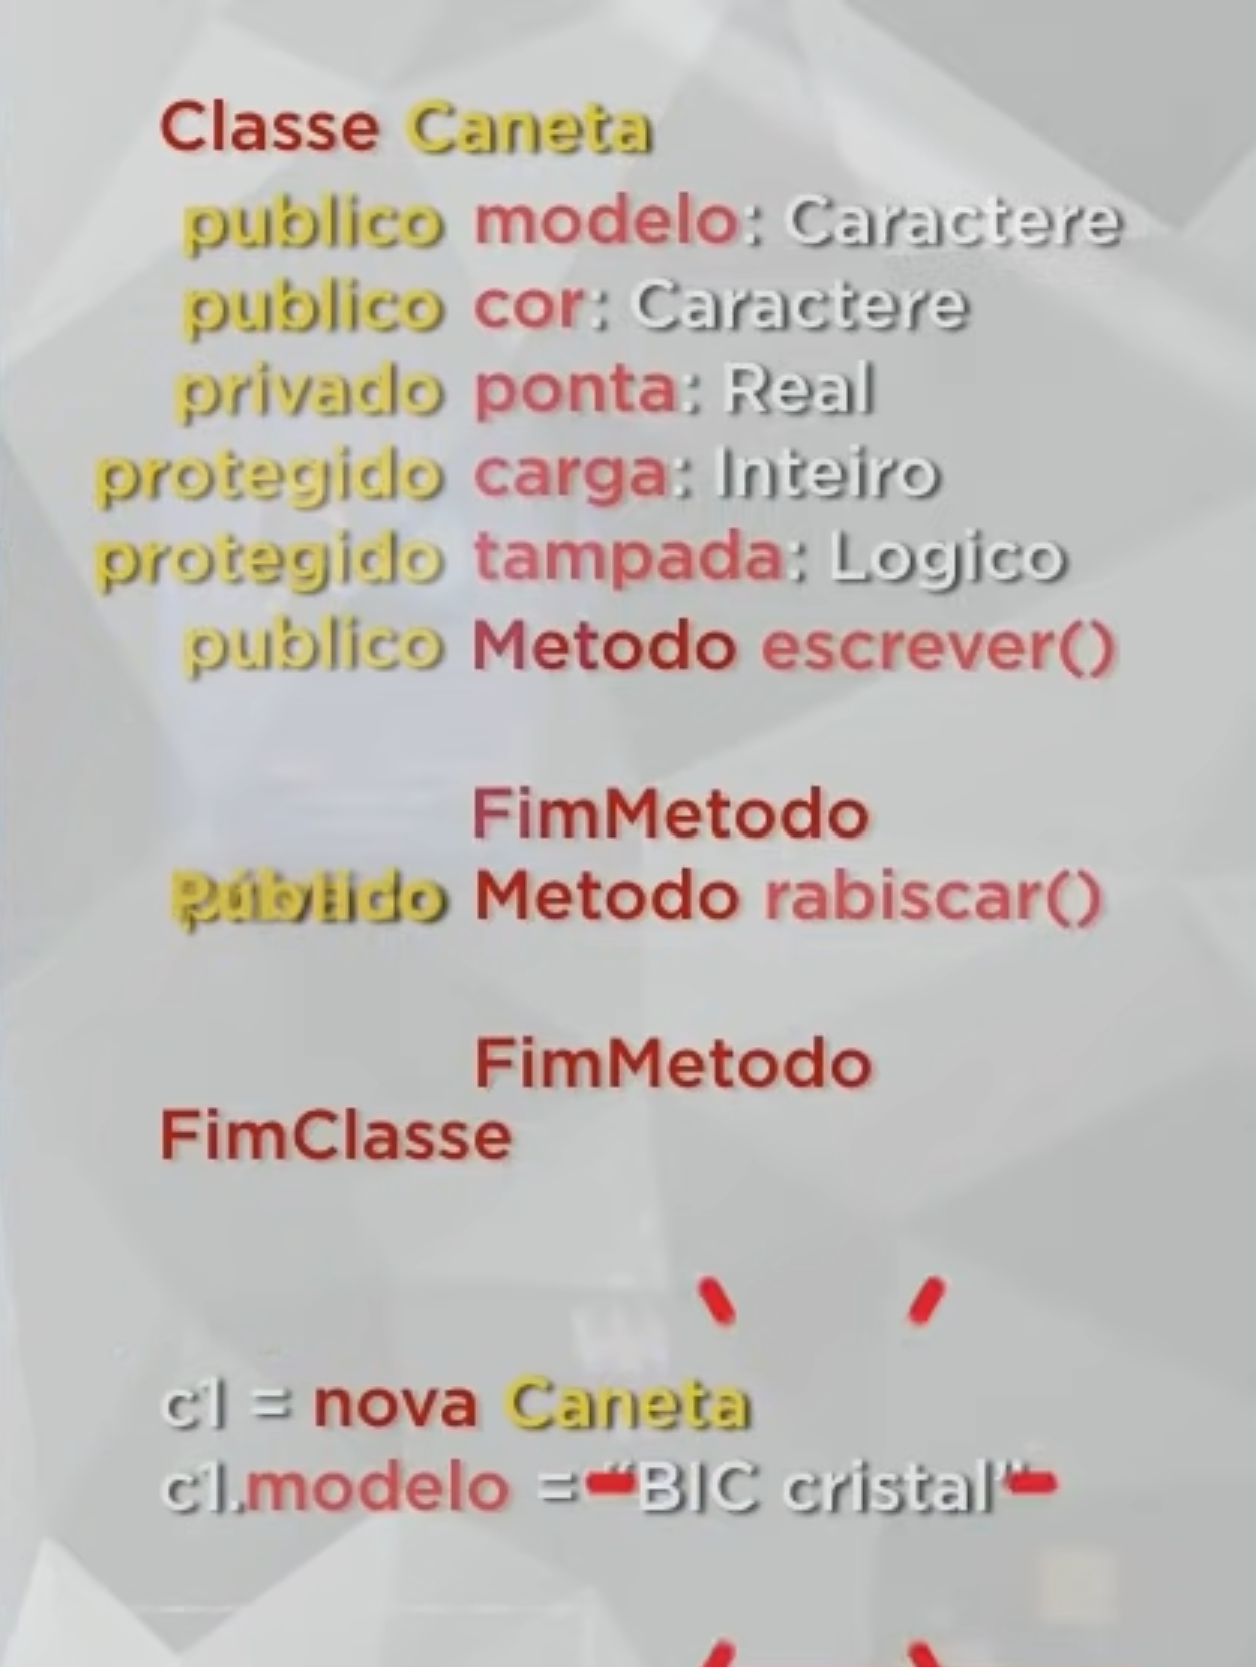 Classe Caneta
publico modelo: Caractere
publico cor: Caractere
privado ponta: Real
protegido carga: Inteiro
protegido tampada: Logico
publico Metodo escrever()
FimMetodo
Metodo rabiscar()
FimMetodo
FimClasse
c1 = nova Caneta
c1.modelo = “BIC cristal”